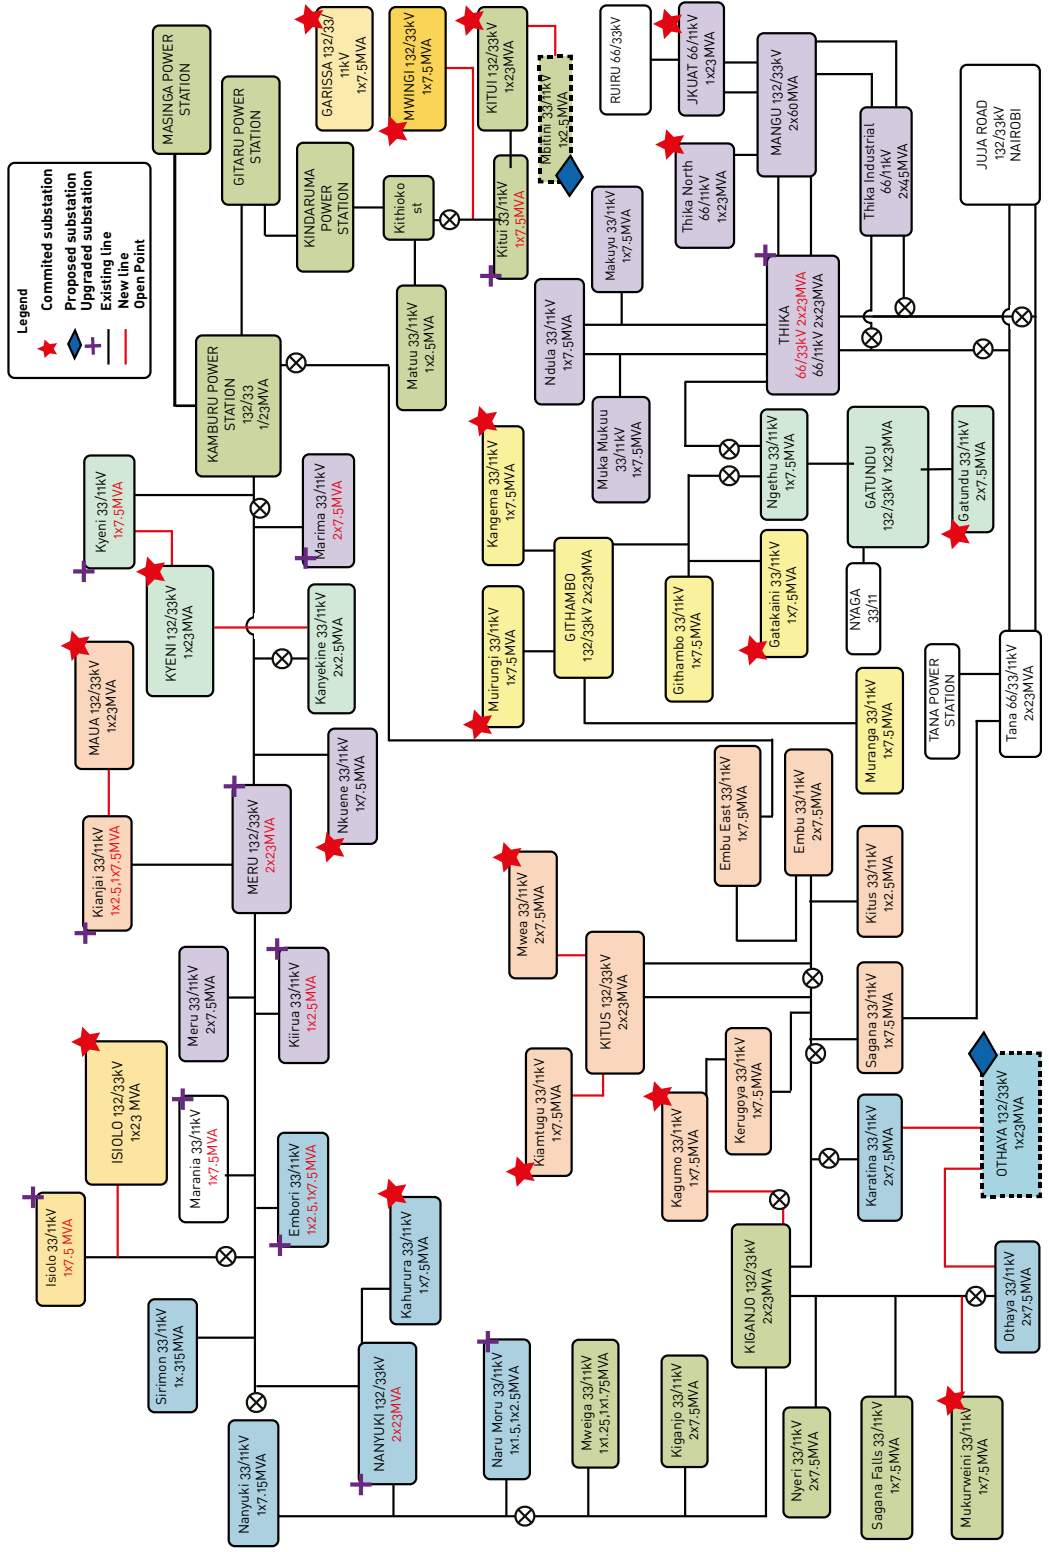 Legend
Commited substation
Proposed substation
Upgraded substation
Existing line
New line
Open Point
Isiolo 33/11kV
1x7.5 MVA
ISIOLO 132/33kV
1x23 MVA
Kianjai 33/11kV
1x2.5,1x7.5MVA
MAUA 132/33kV
1x23MVA
Kyeni 33/11kV
1x7.5MVA
KYENI 132/33kV
1x23MVA
MASINGA POWER
STATION
Sirimon 33/11kV
1x.315MVA
Marania 33/11kV
1x7.5MVA
Meru 33/11kV
2x7.5MVA
KAMBURU POWER
STATION
132/33
1/23MVA
GITARU POWER
STATION
Nanyuki 33/11kV
1x7.15MVA
MERU 132/33kV
2x23MVA
Embori 33/11kV
1x2.5,1x7.5MVA
Kiirua 33/11kV
1x2.5MVA
Nkuene 33/11kV
1x7.5MVA
Kanyekine 33/11kV
2x2.5MVA
Marima 33/11kV
2x7.5MVA
KINDARUMA
POWER
STATION
GARISSA 132/33/
11kV
1x7.5MVA
NANYUKI 132/33kV
2x23MVA
Kahurura 33/11kV
1x7.5MVA
Matuu 33/11kV
1x2.5MVA
Kithioko
st
MWINGI 132/33kV
1x7.5MVA
Naru Moru 33/11kV
1x1.5,1x2.5MVA
Muirungi 33/11kV
1x7.5MVA
Kangema 33/11kV
1x7.5MVA
Kitui 33/11kV
1x7.5MVA
KITUI 132/33kV
1x23MVA
Mbitini 33/11kV
1x2.5MVA
Kiamtugu 33/11kV
1x7.5MVA
Mwea 33/11kV
2x7.5MVA
KITUS 132/33kV
2x23MVA
GITHAMBO
132/33kV 2x23MVA
Ndula 33/11kV
1x7.5MVA
Makuyu 33/11kV
1x7.5MVA
Muka Mukuu
33/11kV
1x7.5MVA
RUIRU 66/33kV
Mweiga 33/11kV
1x1.25,1x1.75MVA
Kiganjo 33/11kV
2x7.5MVA
Kagumo 33/11kV
1x7.5MVA
Kerugoya 33/11kV
1x7.5MVA
Githambo 33/11kV
1x7.5MVA
Thika North
66/11kV
1x23MVA
JKUAT 66/11kV
1x23MVA
KIGANJO 132/33kV
2x23MVA
Embu East 33/11kV
1x7.5MVA
Embu 33/11kV
2x7.5MVA
Gatakaini 33/11kV
1x7.5MVA
Ngethu 33/11kV
1x7.5MVA
THIKA
66/33kV 2x23MVA
66/11kV 2x23MVA
MANGU 132/33kV
2x60MVA
Nyeri 33/11kV
2x7.5MVA
Karatina 33/11kV
2x7.5MVA
Sagana 33/11kV
1x7.5MVA
Kitus 33/11kV
1x2.5MVA
Muranga 33/11kV
1x7.5MVA
NYAGA
33/11
GATUNDU
132/33kV 1x23MVA
Thika Industrial
66/11kV
2x45MVA
Sagana Falls 33/11kV
1x7.5MVA
Mukurweini 33/11kV
1x7.5MVA
Othaya 33/11kV
2x7.5MVA
OTHAYA 132/33kV
1x23MVA
TANA POWER
STATION
Tana 66/33/11kV
2x23MVA
Gatundu 33/11kV
2x7.5MVA
JUJA ROAD
132/33kV
NAIROBI